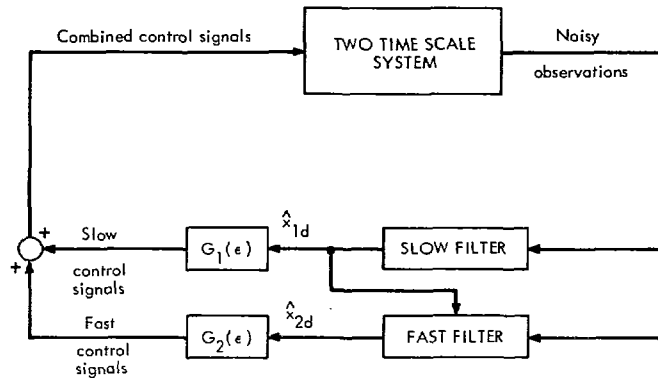 Combined control signals
TWO TIME SCALE
SYSTEM
Noisy
observations
+
Slow
control
signals
G₁(ε)
x̂₁d
SLOW FILTER
+
Fast
control
signals
G₂(ε)
x̂₂d
FAST FILTER